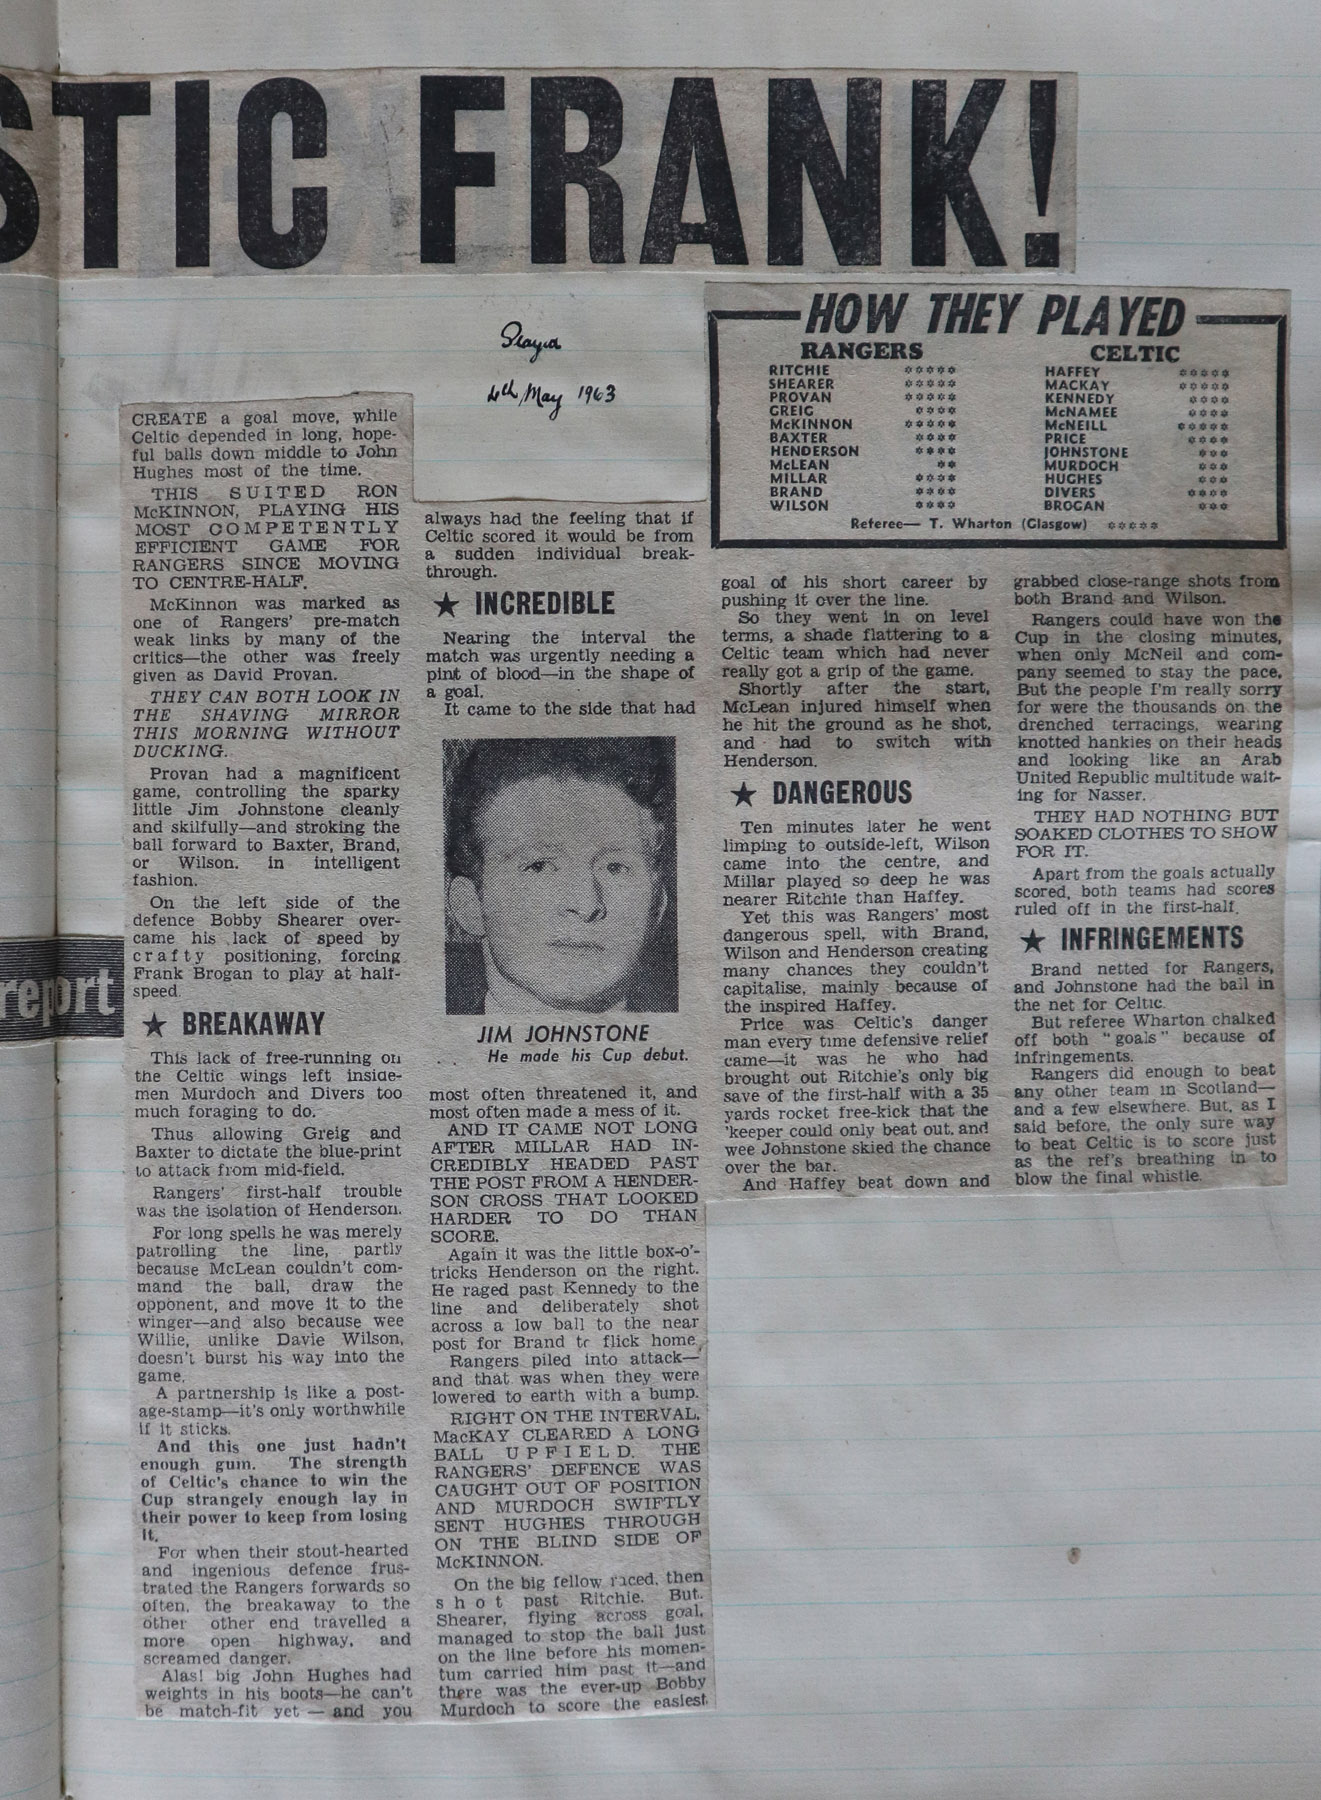 STIC FRANK!
Played
4th May 1963
HOW THEY PLAYED
RANGERS
RITCHIE *****
SHEARER *****
PROVAN *****
GREIG ****
McKINNON *****
BAXTER ****
HENDERSON ****
McLEAN **
MILLAR ****
BRAND ****
WILSON ****
CELTIC
HAFFEY *****
MACKAY *****
KENNEDY ****
McNAMEE ****
McNEILL *****
PRICE ****
JOHNSTONE ***
MURDOCH ***
HUGHES ***
DIVERS ****
BROGAN ***
Referee— T. Wharton (Glasgow) *****
report
CREATE a goal move, while
Celtic depended in long, hope-
ful balls down middle to John
Hughes most of the time.
THIS SUITED RON
McKINNON, PLAYING HIS
MOST COMPETENTLY
EFFICIENT GAME FOR
RANGERS SINCE MOVING
TO CENTRE-HALF.
McKinnon was marked as
one of Rangers' pre-match
weak links by many of the
critics—the other was freely
given as David Provan.
THEY CAN BOTH LOOK IN
THE SHAVING MIRROR
THIS MORNING WITHOUT
DUCKING.
Provan had a magnificent
game, controlling the sparky
little Jim Johnstone cleanly
and skilfully—and stroking the
ball forward to Baxter, Brand,
or Wilson, in intelligent
fashion.
On the left side of the
defence Bobby Shearer over-
came his lack of speed by
crafty positioning, forcing
Frank Brogan to play at half-
speed.
★ BREAKAWAY
This lack of free-running on
the Celtic wings left inside-
men Murdoch and Divers too
much foraging to do.
Thus allowing Greig and
Baxter to dictate the blue-print
to attack from mid-field.
Rangers' first-half trouble
was the isolation of Henderson.
For long spells he was merely
patrolling the line, partly
because McLean couldn't com-
mand the ball, draw the
opponent, and move it to the
winger—and also because wee
Willie, unlike Davie Wilson,
doesn't burst his way into the
game.
A partnership is like a post-
age-stamp—it's only worthwhile
if it sticks.
And this one just hadn't
enough gum. The strength
of Celtic's chance to win the
Cup strangely enough lay in
their power to keep from losing
it.
For when their stout-hearted
and ingenious defence frus-
trated the Rangers forwards so
often, the breakaway to the
other other end travelled a
more open highway, and
screamed danger.
Alas! big John Hughes had
weights in his boots—he can't
be match-fit yet — and you
always had the feeling that if
Celtic scored it would be from
a sudden individual break-
through.
★ INCREDIBLE
Nearing the interval the
match was urgently needing a
pint of blood—in the shape of
a goal.
It came to the side that had
JIM JOHNSTONE
. . He made his Cup debut.
most often threatened it, and
most often made a mess of it.
AND IT CAME NOT LONG
AFTER MILLAR HAD IN-
CREDIBLY HEADED PAST
THE POST FROM A HENDER-
SON CROSS THAT LOOKED
HARDER TO DO THAN
SCORE.
Again it was the little box-o'-
tricks Henderson on the right.
He raged past Kennedy to the
line and deliberately shot
across a low ball to the near
post for Brand to flick home.
Rangers piled into attack—
and that was when they were
lowered to earth with a bump.
RIGHT ON THE INTERVAL,
MacKAY CLEARED A LONG
BALL UPFIELD. THE
RANGERS' DEFENCE WAS
CAUGHT OUT OF POSITION
AND MURDOCH SWIFTLY
SENT HUGHES THROUGH
ON THE BLIND SIDE OF
McKINNON.
On the big fellow raced, then
shot past Ritchie. But
Shearer, flying across goal,
managed to stop the ball just
on the line before his momen-
tum carried him past it—and
there was the ever-up Bobby
Murdoch to score the easiest
goal of his short career by
pushing it over the line.
So they went in on level
terms, a shade flattering to a
Celtic team which had never
really got a grip of the game.
Shortly after the start,
McLean injured himself when
he hit the ground as he shot,
and had to switch with
Henderson.
★ DANGEROUS
Ten minutes later he went
limping to outside-left, Wilson
came into the centre, and
Millar played so deep he was
nearer Ritchie than Haffey.
Yet this was Rangers' most
dangerous spell, with Brand,
Wilson and Henderson creating
many chances they couldn't
capitalise, mainly because of
the inspired Haffey.
Price was Celtic's danger
man every time defensive relief
came—it was he who had
brought out Ritchie's only big
save of the first-half with a 35
yards rocket free-kick that the
'keeper could only beat out, and
wee Johnstone skied the chance
over the bar.
And Haffey beat down and
grabbed close-range shots from
both Brand and Wilson.
Rangers could have won the
Cup in the closing minutes,
when only McNeil and com-
pany seemed to stay the pace.
But the people I'm really sorry
for were the thousands on the
drenched terracings, wearing
knotted hankies on their heads
and looking like an Arab
United Republic multitude wait-
ing for Nasser.
THEY HAD NOTHING BUT
SOAKED CLOTHES TO SHOW
FOR IT.
Apart from the goals actually
scored, both teams had scores
ruled off in the first-half.
★ INFRINGEMENTS
Brand netted for Rangers,
and Johnstone had the ball in
the net for Celtic.
But referee Wharton chalked
off both "goals" because of
infringements.
Rangers did enough to beat
any other team in Scotland—
and a few elsewhere. But, as I
said before, the only sure way
to beat Celtic is to score just
as the ref's breathing in to
blow the final whistle.